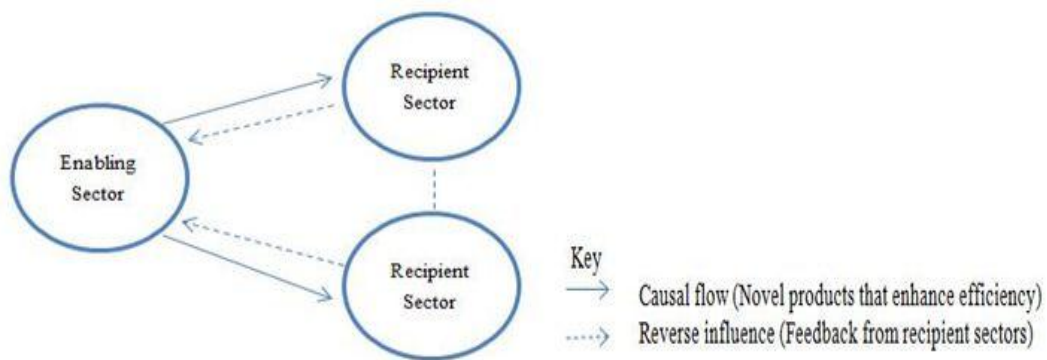 Recipient
Sector
Enabling
Sector
Recipient
Sector
Key
Causal flow (Novel products that enhance efficiency)
Reverse influence (Feedback from recipient sectors)